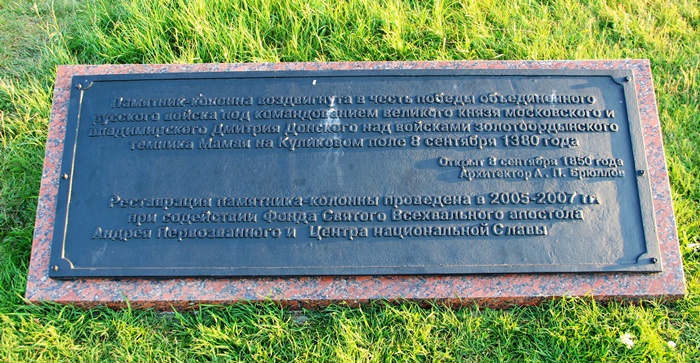 Памятник-колонна воздвигнута в честь победы объединенного
русского войска под командованием великого князя московского и
владимирского Дмитрия Донского над войсками золотоордынского
темника Мамая на Куликовом поле 8 сентября 1380 года
Открыт 8 сентября 1850 года
Архитектор А. П. Брюллов
Реставрация памятника-колонны проведена в 2005-2007 гг.
при содействии Фонда Святого Всехвального апостола
Андрея Первозванного и Центра национальной Славы